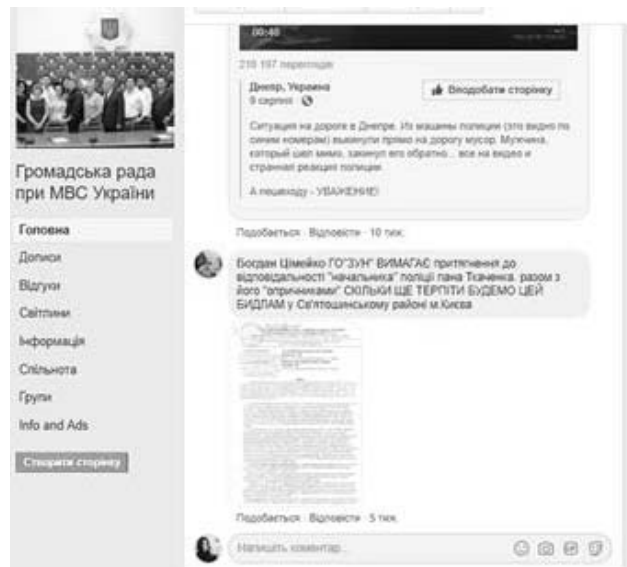 00:40
218 197 переглядів
Днепр, Украина
9 серпня
Вподобати сторінку
Ситуация на дороге в Днепре. Из машины полиции (это видно по
синим номерам) выкинули прямо на дорогу мусор. Мужчина,
который шел мимо, закинул его обратно... все на видео и
странная реакция полиции.
А пешеходу - УВАЖЕНИЕ!
Подобається · Відповісти · 10 тиж.
Громадська рада
при МВС України
Головна
Дописи
Відгуки
Світлини
Інформація
Спільнота
Групи
Info and Ads
Створити сторінку
Богдан Цімейко ГО"ЗУН" ВИМАГАЄ притягнення до
відповідальності "начальника" поліції пана Ткаченка. разом з
його "опричниками" СКІЛЬКИ ЩЕ ТЕРПІТИ БУДЕМО ЦЕЙ
БИДЛАМ у Святошинському районі м.Києва
Подобається · Відповісти · 5 тиж.
Напишіть коментар...